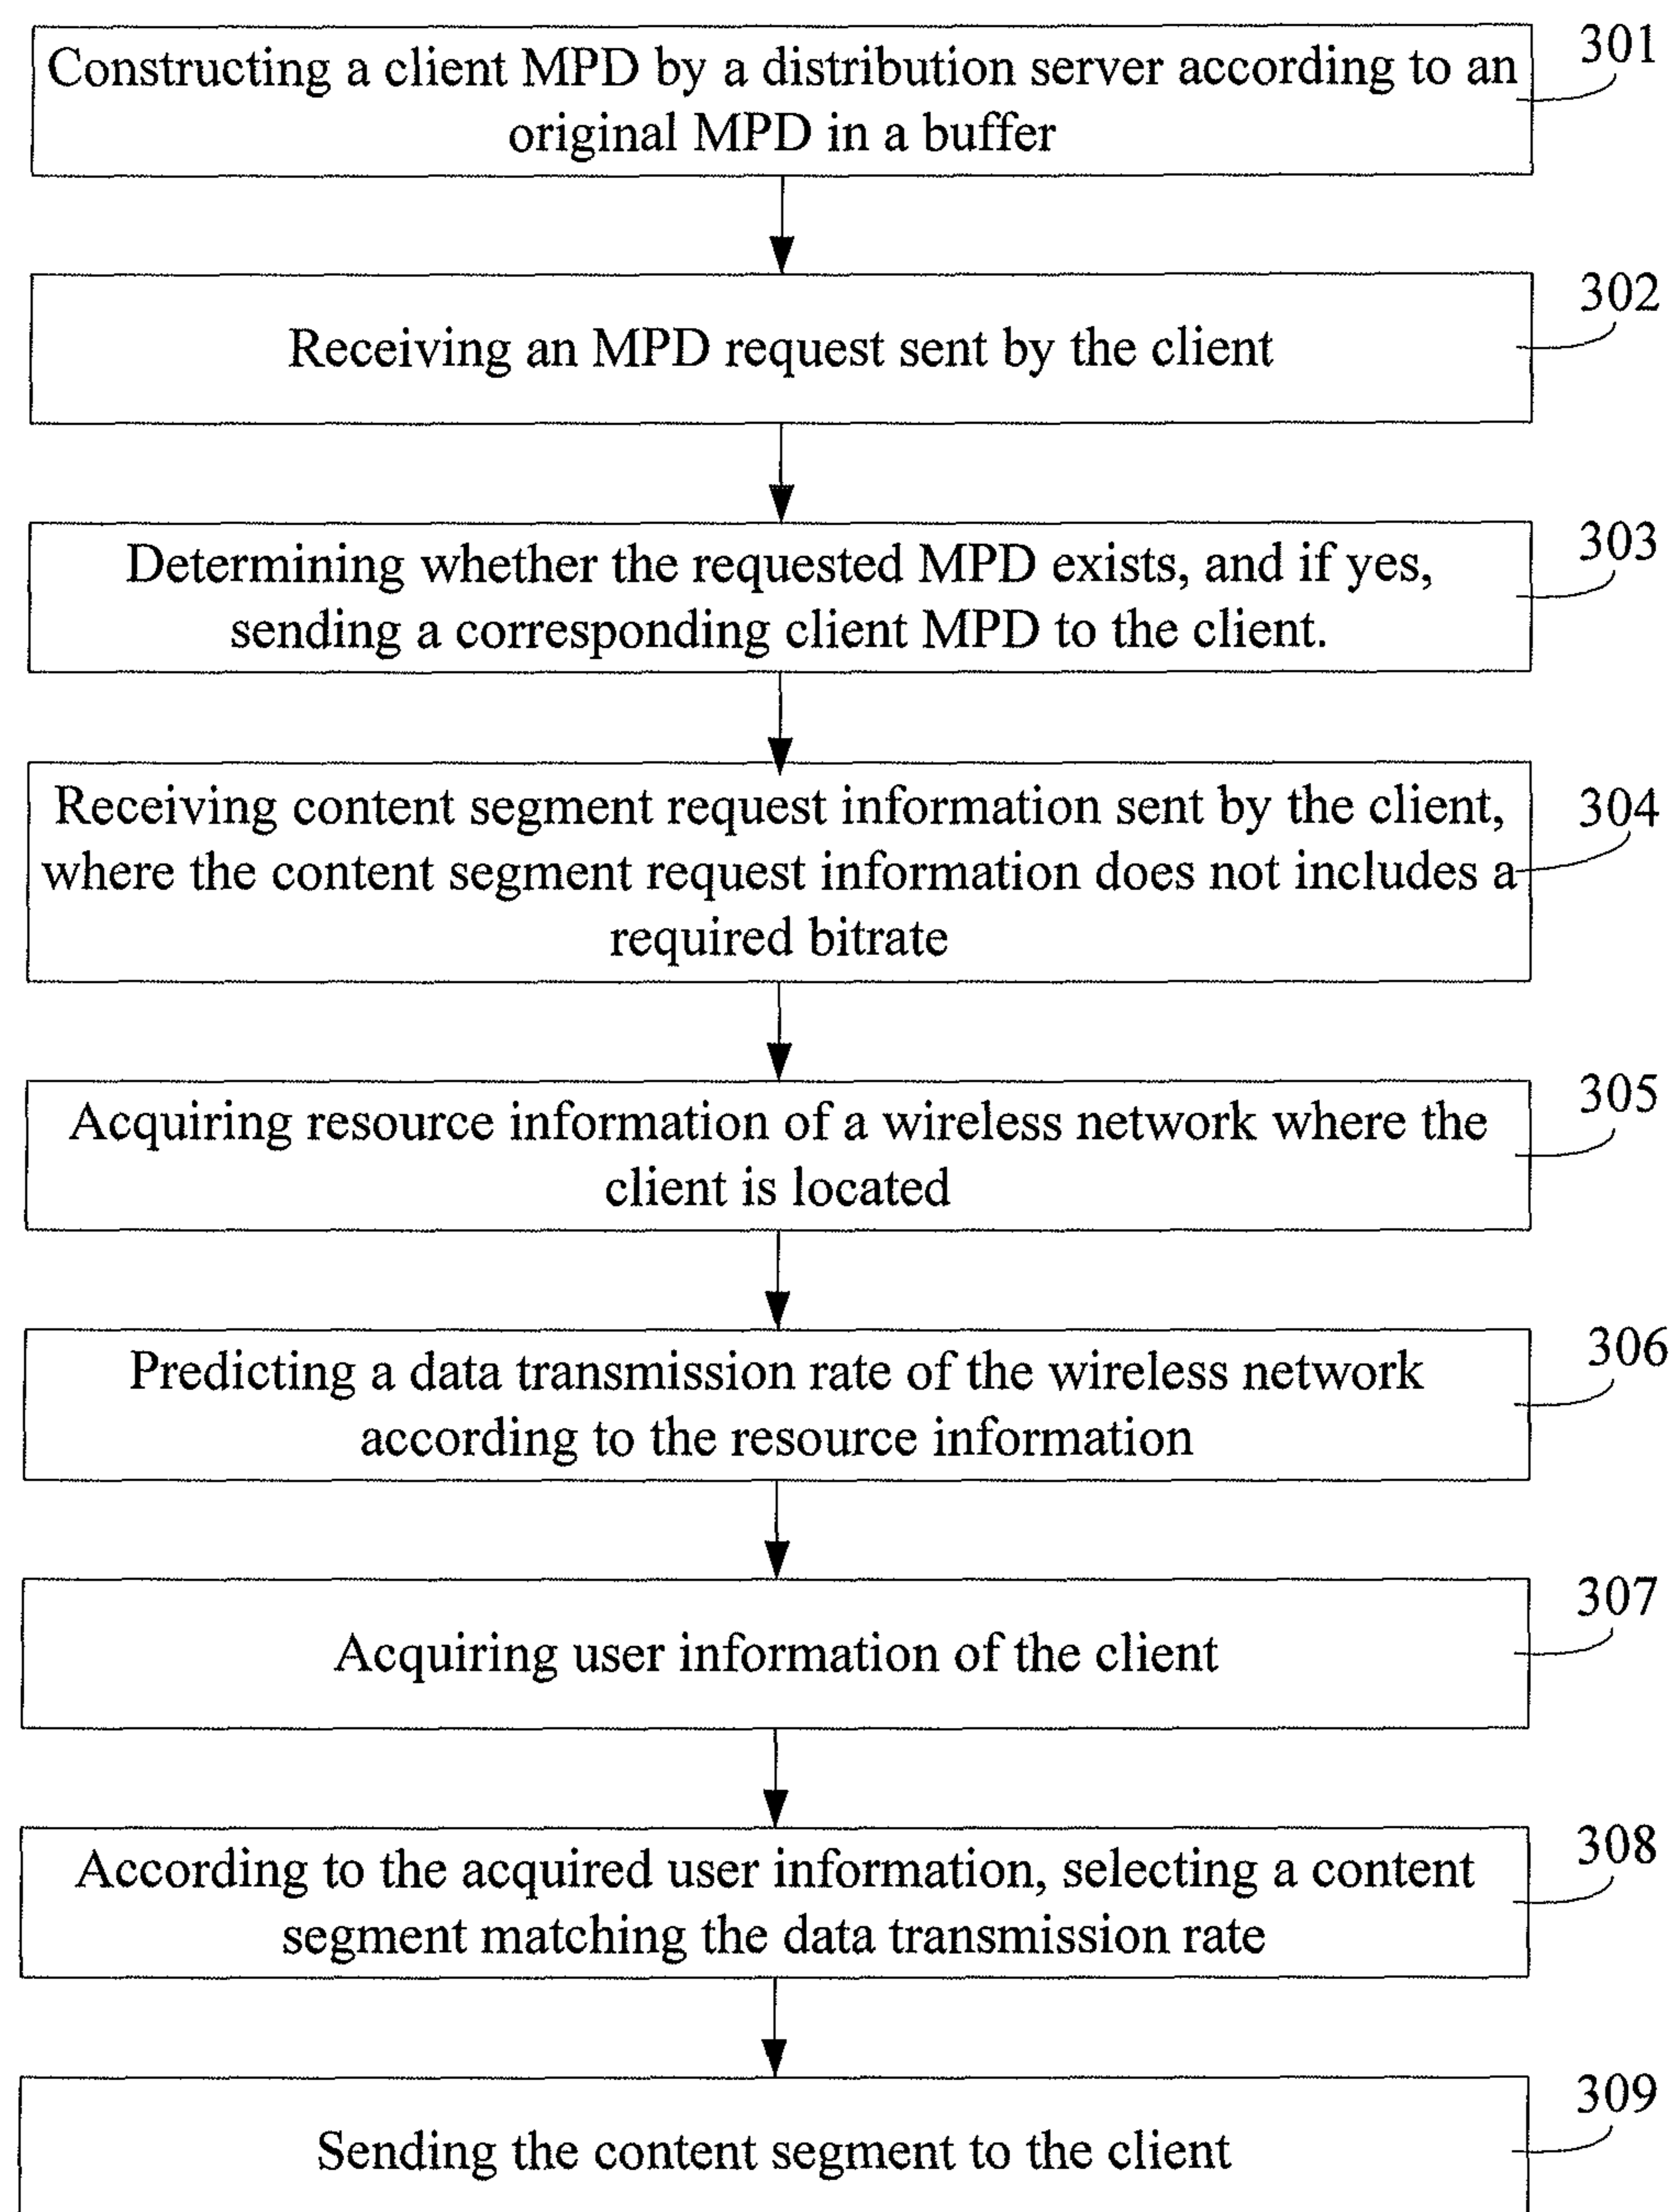 301
Constructing a client MPD by a distribution server according to an
original MPD in a buffer
302
Receiving an MPD request sent by the client
303
Determining whether the requested MPD exists, and if yes,
sending a corresponding client MPD to the client.
304
Receiving content segment request information sent by the client,
where the content segment request information does not includes a
required bitrate
305
Acquiring resource information of a wireless network where the
client is located
306
Predicting a data transmission rate of the wireless network
according to the resource information
307
Acquiring user information of the client
308
According to the acquired user information, selecting a content
segment matching the data transmission rate
309
Sending the content segment to the client